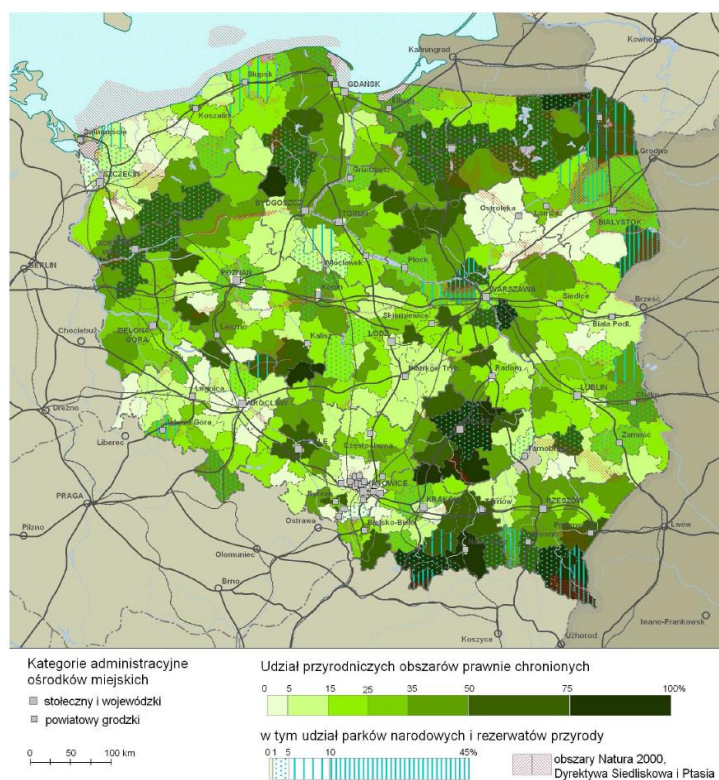 Kowno
Kaliningrad
Słupsk
GDAŃSK
Elbląg
Koszalin
Świnoujście
SZCZECIN
Grudziądz
Grodno
BYDGOSZCZ
TORUŃ
Ostrołęka
Łomża
BIAŁYSTOK
BERLIN
Włocławek
Płock
POZNAŃ
Konin
WARSZAWA
Siedlce
Brześć
Skierniewice
Biała Podl.
Chociebuż
ZIELONA
GÓRA
Leszno
Kalisz
ŁÓDŹ
Piotrków Tryb.
Radom
LUBLIN
Chełm
Drezno
Legnica
WROCŁAW
Liberec
Jelenia Góra
Częstochowa
Zamość
PRAGA
KATOWICE
Rybnik
KRAKÓW
Tarnów
RZESZÓW
Lwow
Ostrawa
Bielsko-Biała
Pilzno
Ołomuniec
Brno
Koszyce
Użhorod
Iwano-Frankowsk
Kategorie administracyjne
ośrodków miejskich
stołeczny i wojewódzki
powiatowy grodzki
0 50 100 km
Udział przyrodniczych obszarów prawnie chronionych
0 5 15 25 35 50 75 100%
w tym udział parków narodowych i rezerwatów przyrody
0 1 5 10 45%
obszary Natura 2000,
Dyrektywa Siedliskowa i Ptasia